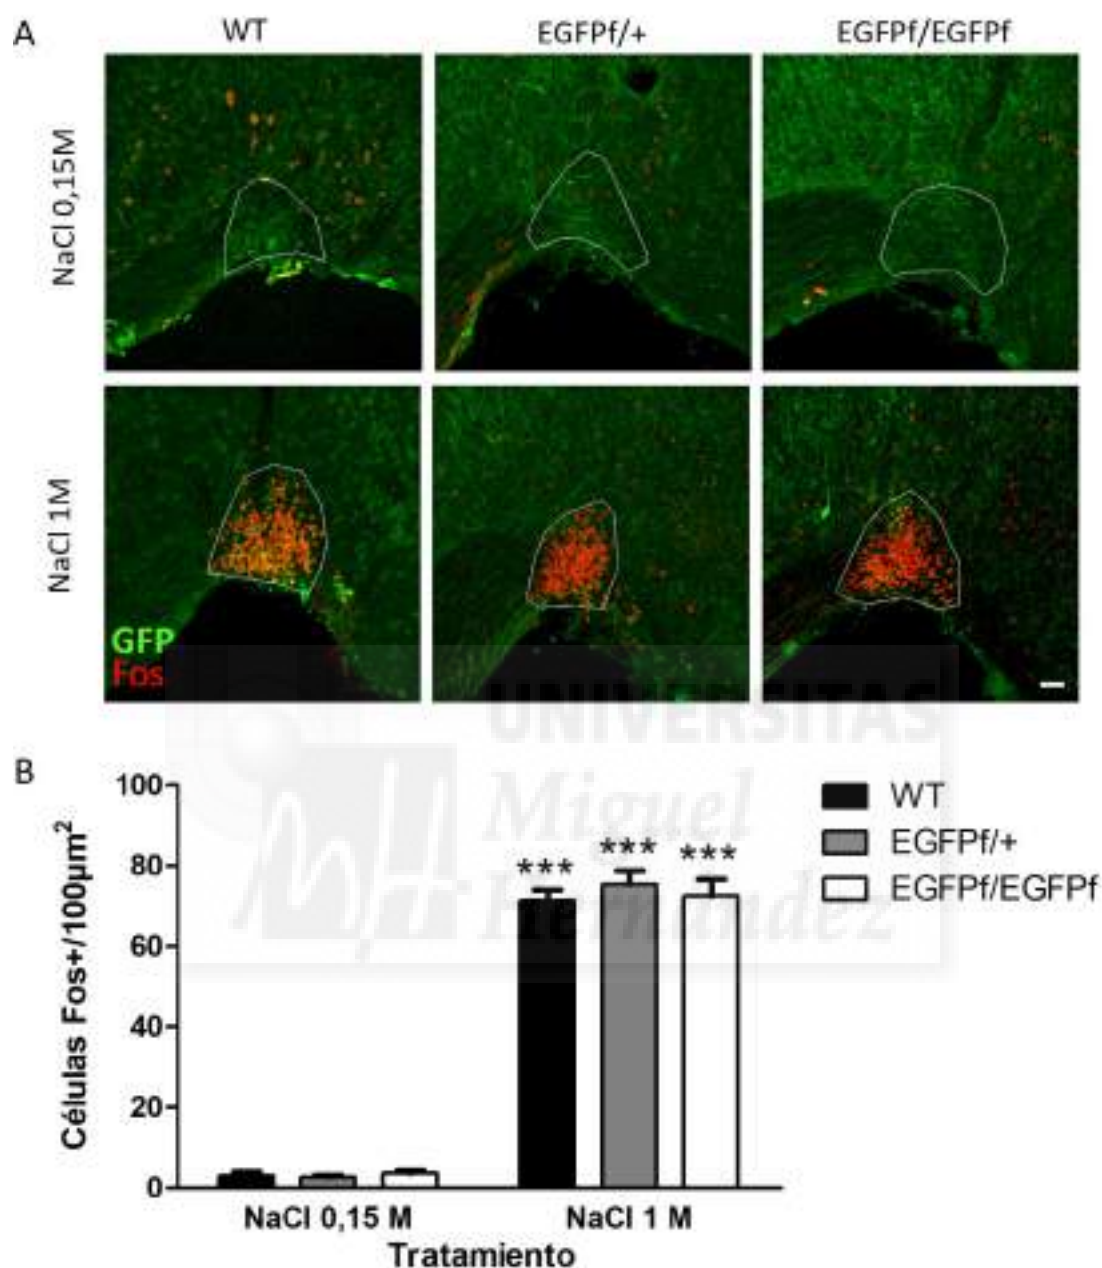 A
WT
EGFPf/+
EGFPf/EGFPf
NaCl 0,15M
NaCl 1M
GFP
Fos
UNIVERSITAS
Miguel
Hernández
B
100
80
60
40
20
0
Células Fos+/100µm²
***
***
***
WT
EGFPf/+
EGFPf/EGFPf
NaCl 0,15 M
NaCl 1 M
Tratamiento